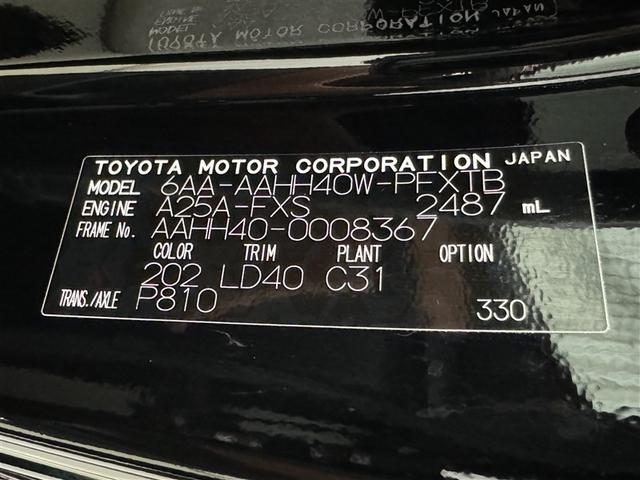 TOYOTA MOTOR CORPORATION JAPAN
MODEL 6AA-AAHH40W-PFXTB
ENGINE A25A-FXS 2487 mL
FRAME No. AAHH40-0008367
COLOR TRIM PLANT OPTION
202 LD40 C31
TRANS./AXLE P810 330